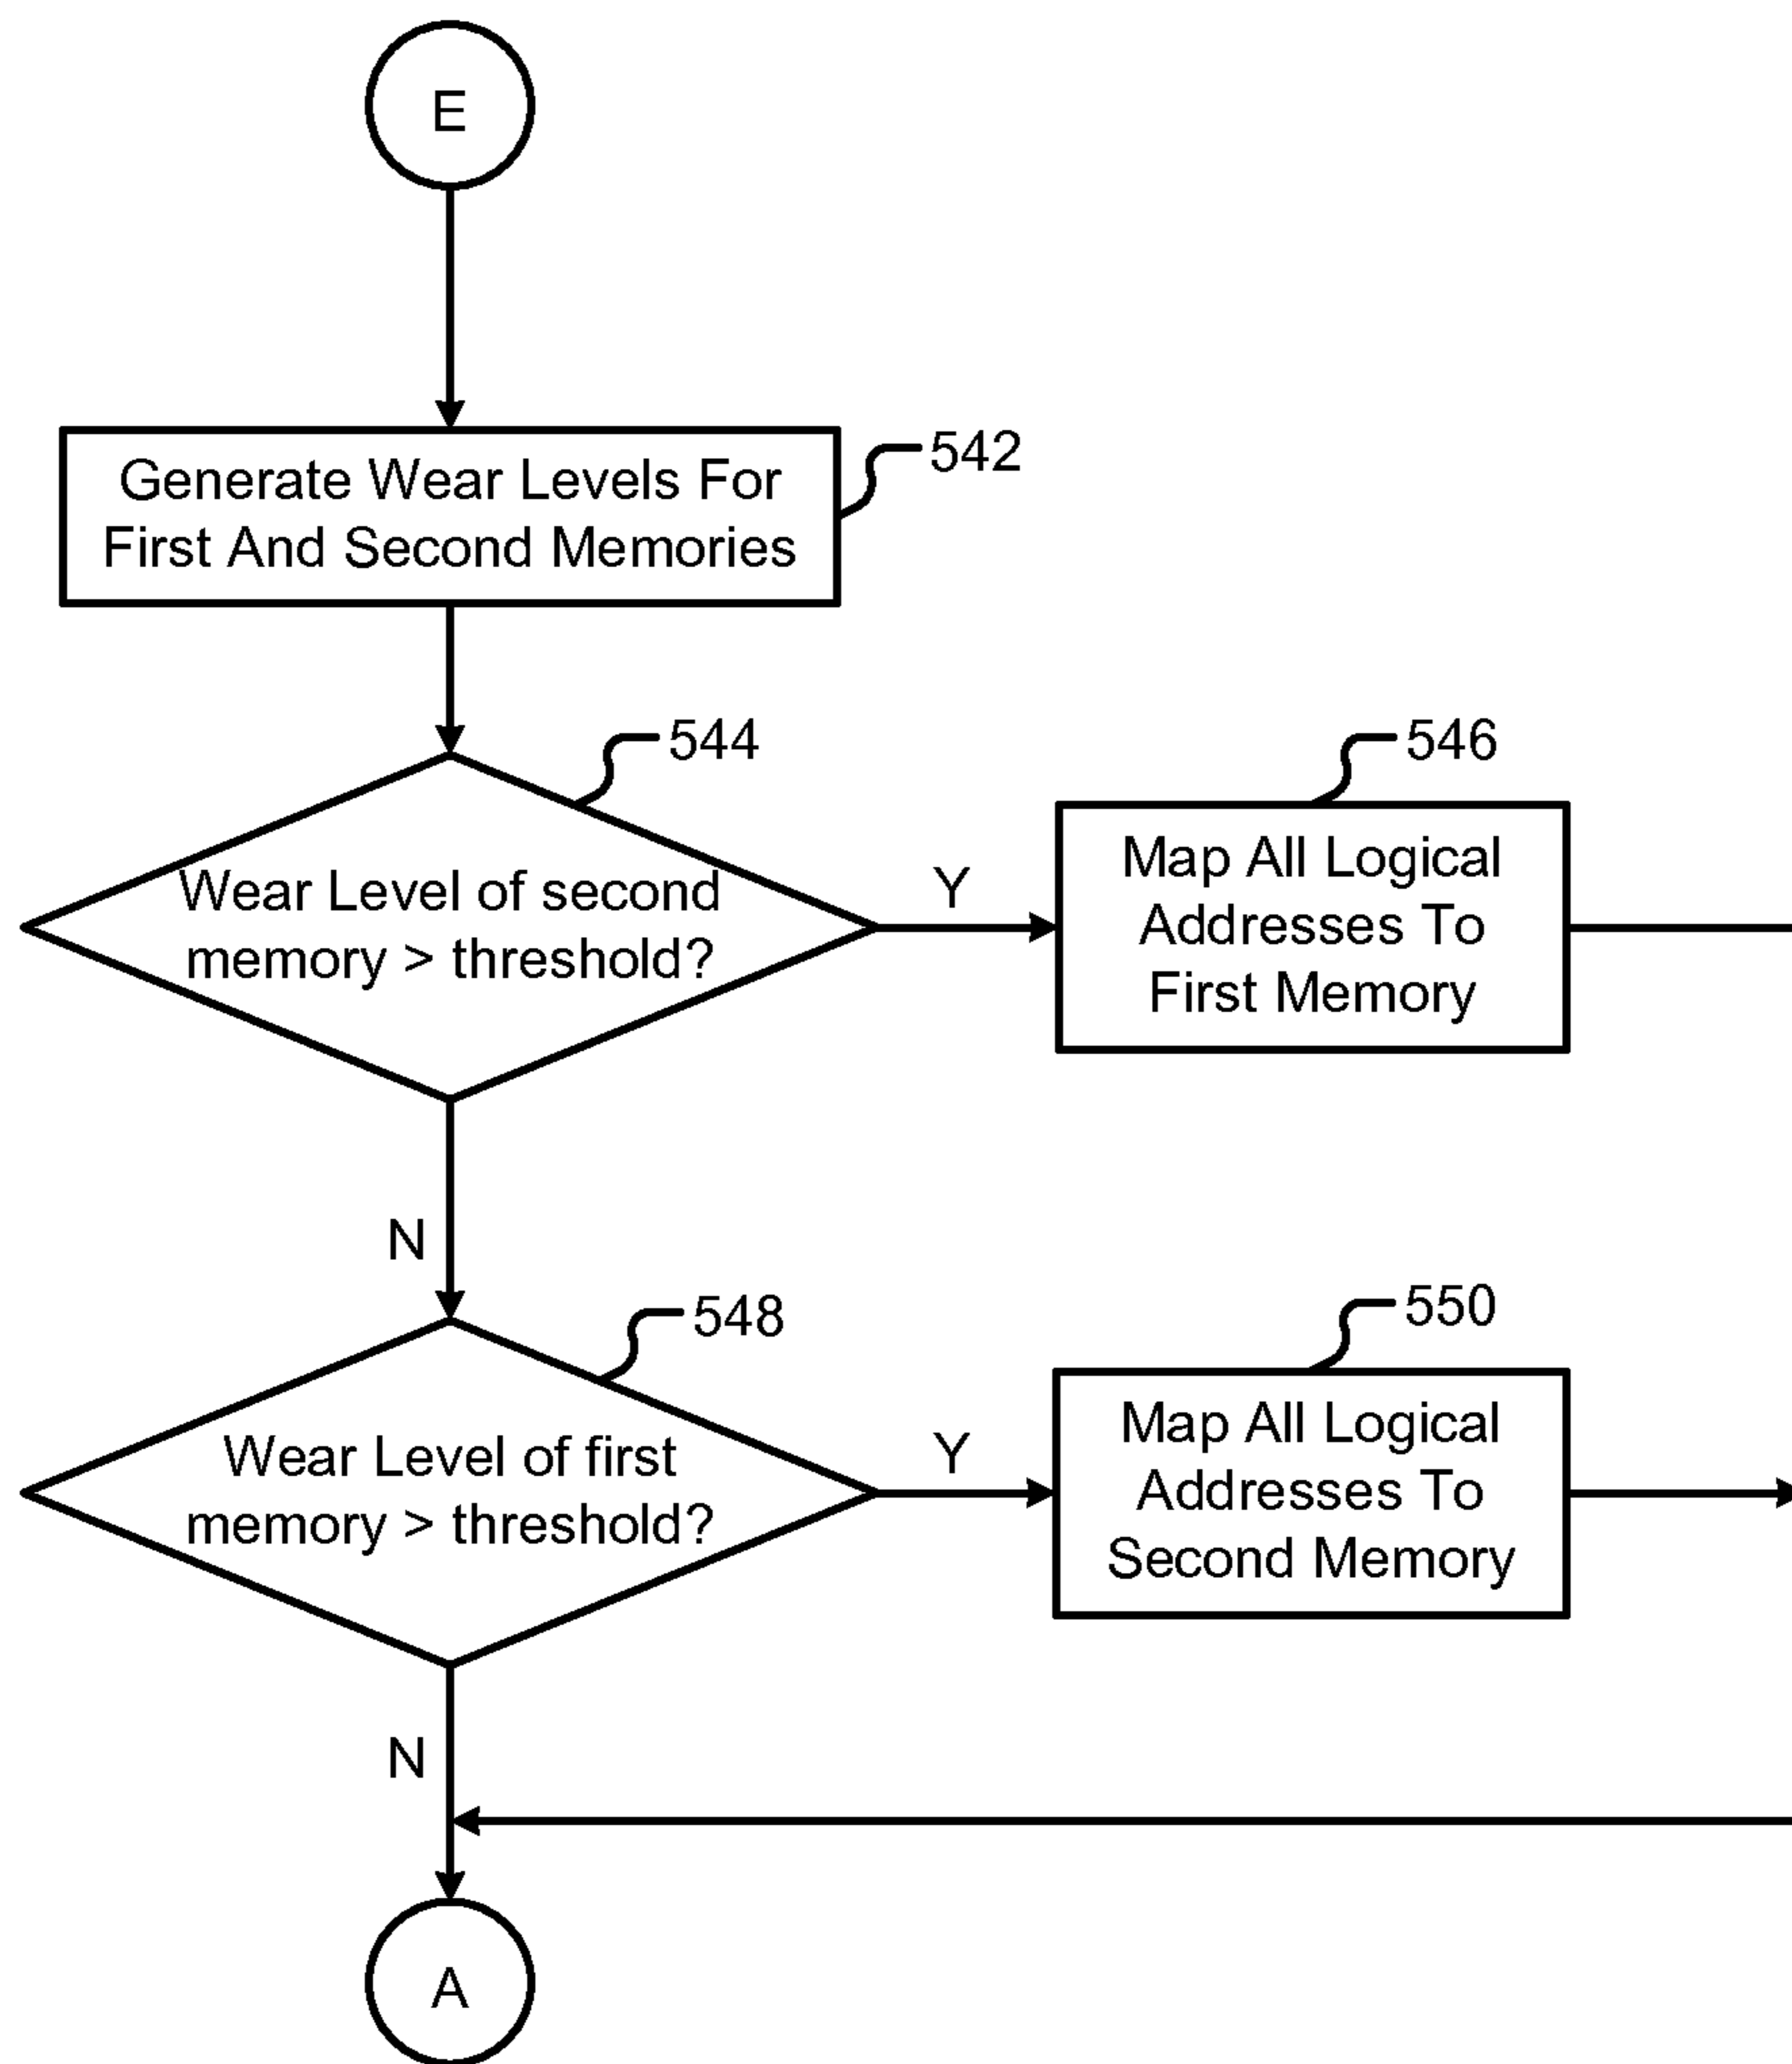 E
Generate Wear Levels For
First And Second Memories
542
544
Wear Level of second
memory > threshold?
Y
546
Map All Logical
Addresses To
First Memory
N
548
Wear Level of first
memory > threshold?
Y
550
Map All Logical
Addresses To
Second Memory
N
A